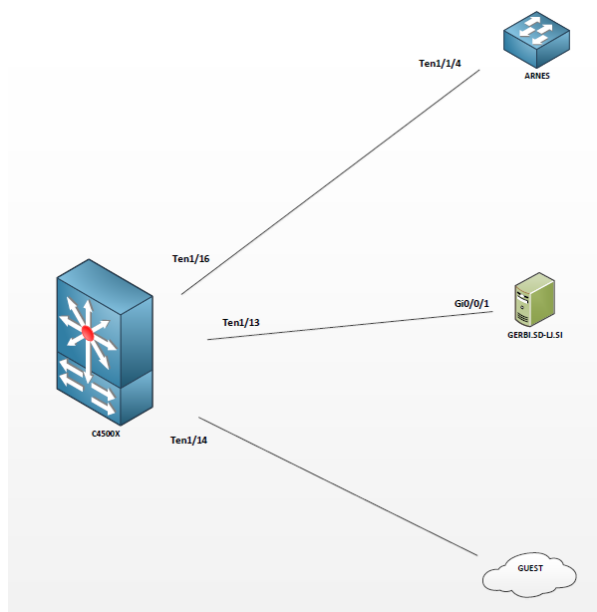 Ten1/1/4
ARNES
Ten1/16
Gi0/0/1
Ten1/13
GERBI.SD-LJ.SI
C4500X
Ten1/14
GUEST